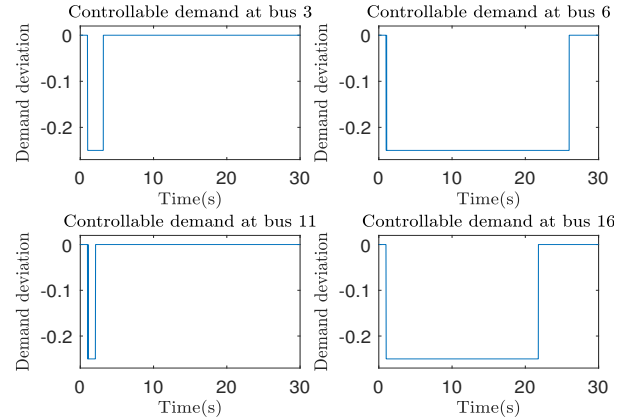 Controllable demand at bus 3
Demand deviation
0
-0.1
-0.2
0 10 20 30
Time(s)
Controllable demand at bus 6
Demand deviation
0
-0.1
-0.2
0 10 20 30
Time(s)
Controllable demand at bus 11
Demand deviation
0
-0.1
-0.2
0 10 20 30
Time(s)
Controllable demand at bus 16
Demand deviation
0
-0.1
-0.2
0 10 20 30
Time(s)